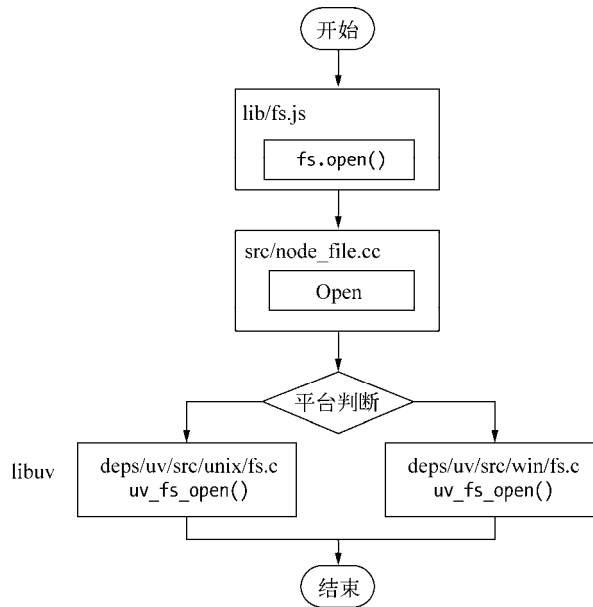 开始
lib/fs.js
fs.open()
src/node_file.cc
Open
平台判断
libuv
deps/uv/src/unix/fs.c
uv_fs_open()
deps/uv/src/win/fs.c
uv_fs_open()
结束